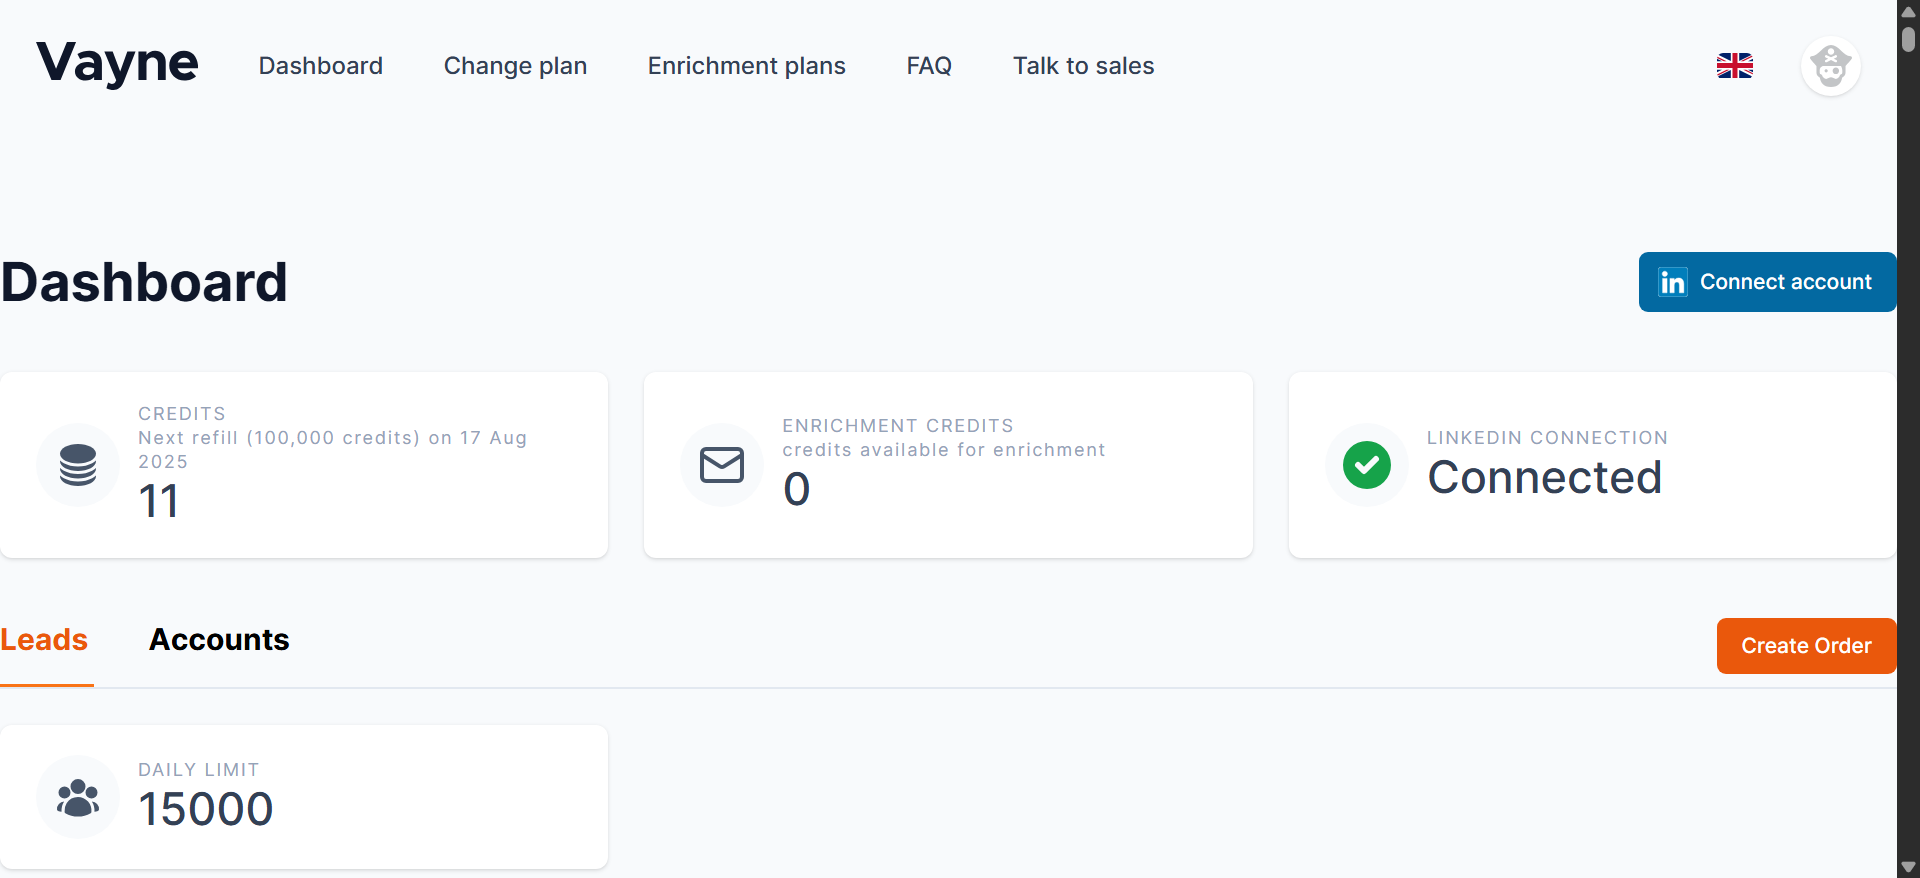 Vayne
Dashboard
Change plan
Enrichment plans
FAQ
Talk to sales
Dashboard
in Connect account
CREDITS
Next refill (100,000 credits) on 17 Aug
2025
11
ENRICHMENT CREDITS
credits available for enrichment
0
LINKEDIN CONNECTION
Connected
Leads
Accounts
Create Order
DAILY LIMIT
15000